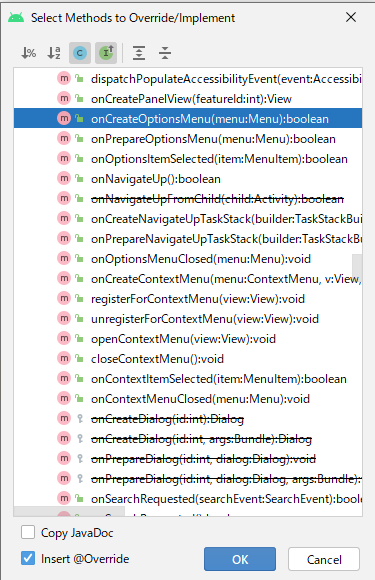 Select Methods to Override/Implement
dispatchPopulateAccessibilityEvent(event:Accessibi
onCreatePanelView(featureId:int):View
onCreateOptionsMenu(menu:Menu):boolean
onPrepareOptionsMenu(menu:Menu):boolean
onOptionsItemSelected(item:MenuItem):boolean
onNavigateUp():boolean
onNavigateUpFromChild(child:Activity):boolean
onCreateNavigateUpTaskStack(builder:TaskStackBui
onPrepareNavigateUpTaskStack(builder:TaskStackBu
onOptionsMenuClosed(menu:Menu):void
onCreateContextMenu(menu:ContextMenu, v:View,
registerForContextMenu(view:View):void
unregisterForContextMenu(view:View):void
openContextMenu(view:View):void
closeContextMenu():void
onContextItemSelected(item:MenuItem):boolean
onContextMenuClosed(menu:Menu):void
onCreateDialog(id:int):Dialog
onCreateDialog(id:int, args:Bundle):Dialog
onPrepareDialog(id:int, dialog:Dialog):void
onPrepareDialog(id:int, dialog:Dialog, args:Bundle):
onSearchRequested(searchEvent:SearchEvent):bool
Copy JavaDoc
Insert @Override
OK
Cancel